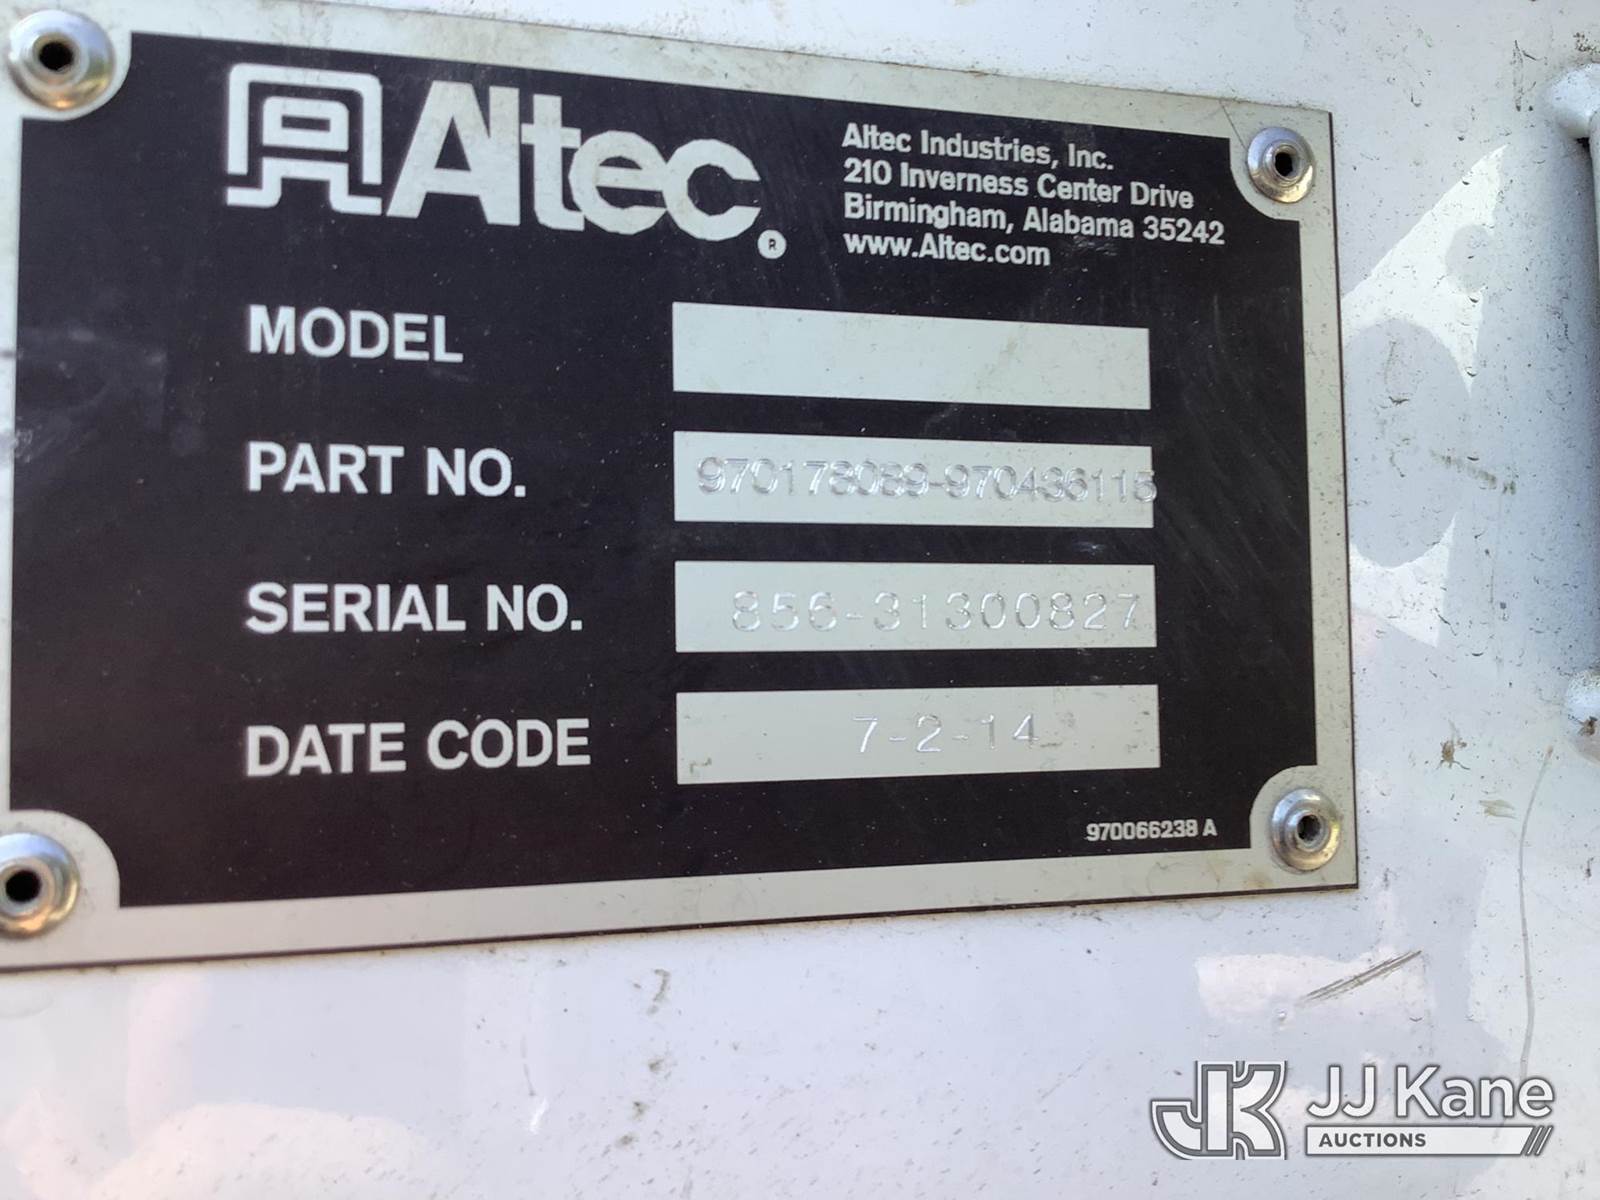 Altec
R
Altec Industries, Inc.
210 Inverness Center Drive
Birmingham, Alabama 35242
www.Altec.com
MODEL
PART NO. 970178089-970436115
SERIAL NO. 856-31300827
DATE CODE 7-2-14
970066238 A
JK JJ Kane
AUCTIONS